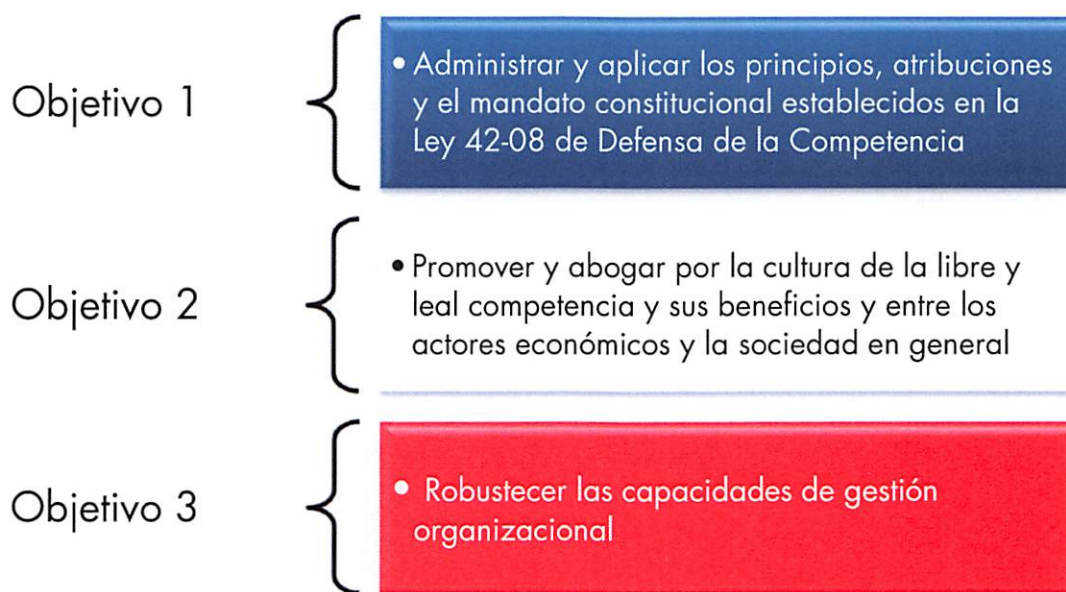 Objetivo 1
• Administrar y aplicar los principios, atribuciones
y el mandato constitucional establecidos en la
Ley 42-08 de Defensa de la Competencia
Objetivo 2
• Promover y abogar por la cultura de la libre y
leal competencia y sus beneficios y entre los
actores económicos y la sociedad en general
Objetivo 3
• Robustecer las capacidades de gestión
organizacional